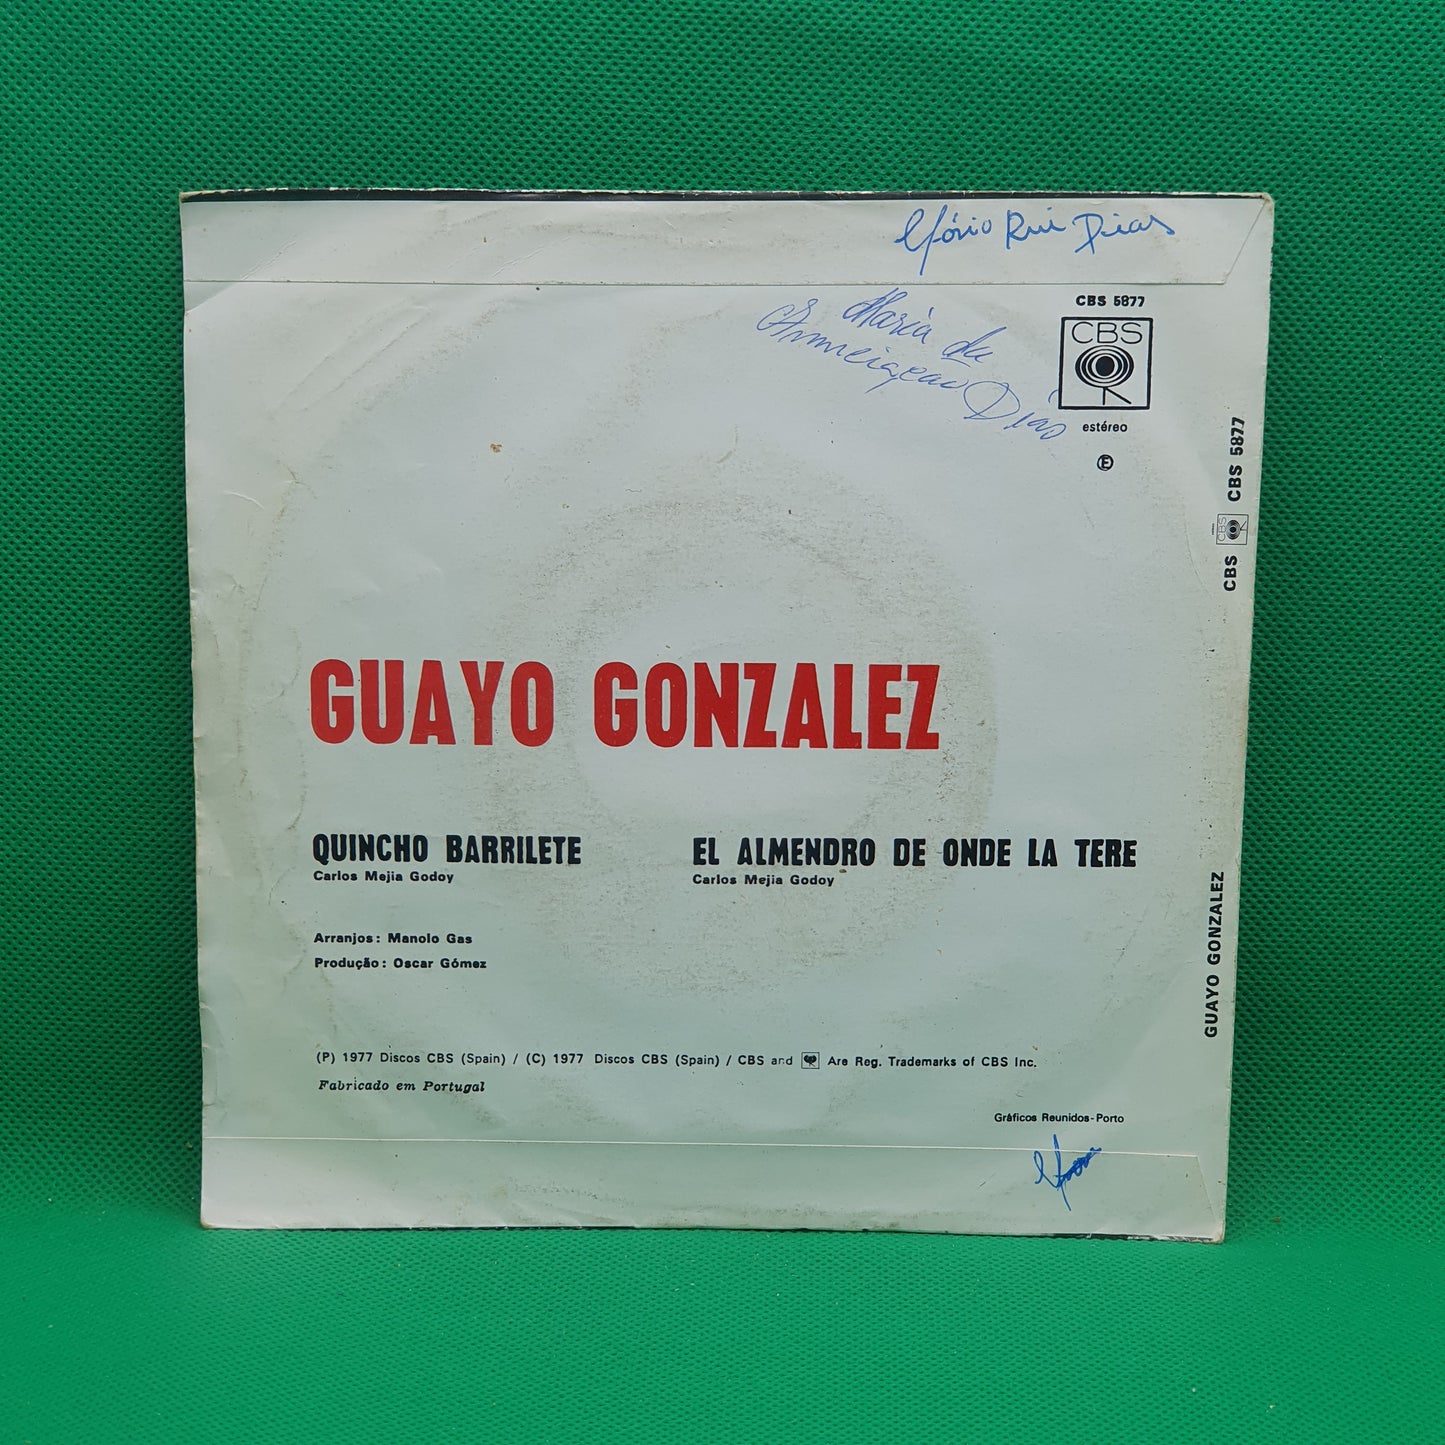 Rui Dias
Maria da
CBS 5877
CBS
estéreo
E
CBS CBS CBS 5877
GUAYO GONZALEZ
GUAYO GONZALEZ
QUINCHO BARRILETE
Carlos Mejia Godoy
EL ALMENDRO DE ONDE LA TERE
Carlos Mejia Godoy
Arranjos: Manolo Gas
Produção: Oscar Gómez
(P) 1977 Discos CBS (Spain) / (C) 1977 Discos CBS (Spain) / CBS and Are Reg. Trademarks of CBS Inc.
Fabricado em Portugal
Gráficos Reunidos-Porto